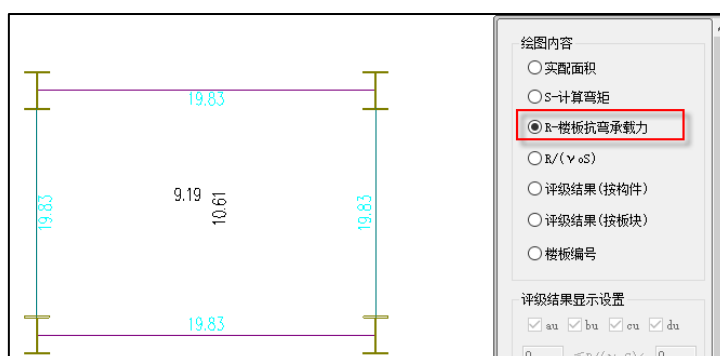 19.83
19.83
9.19
10.61
19.83
19.83
绘图内容
实配面积
S-计算弯矩
R-楼板抗弯承载力
R/(γoS)
评级结果(按构件)
评级结果(按板块)
楼板编号
评级结果显示设置
au bu cu du